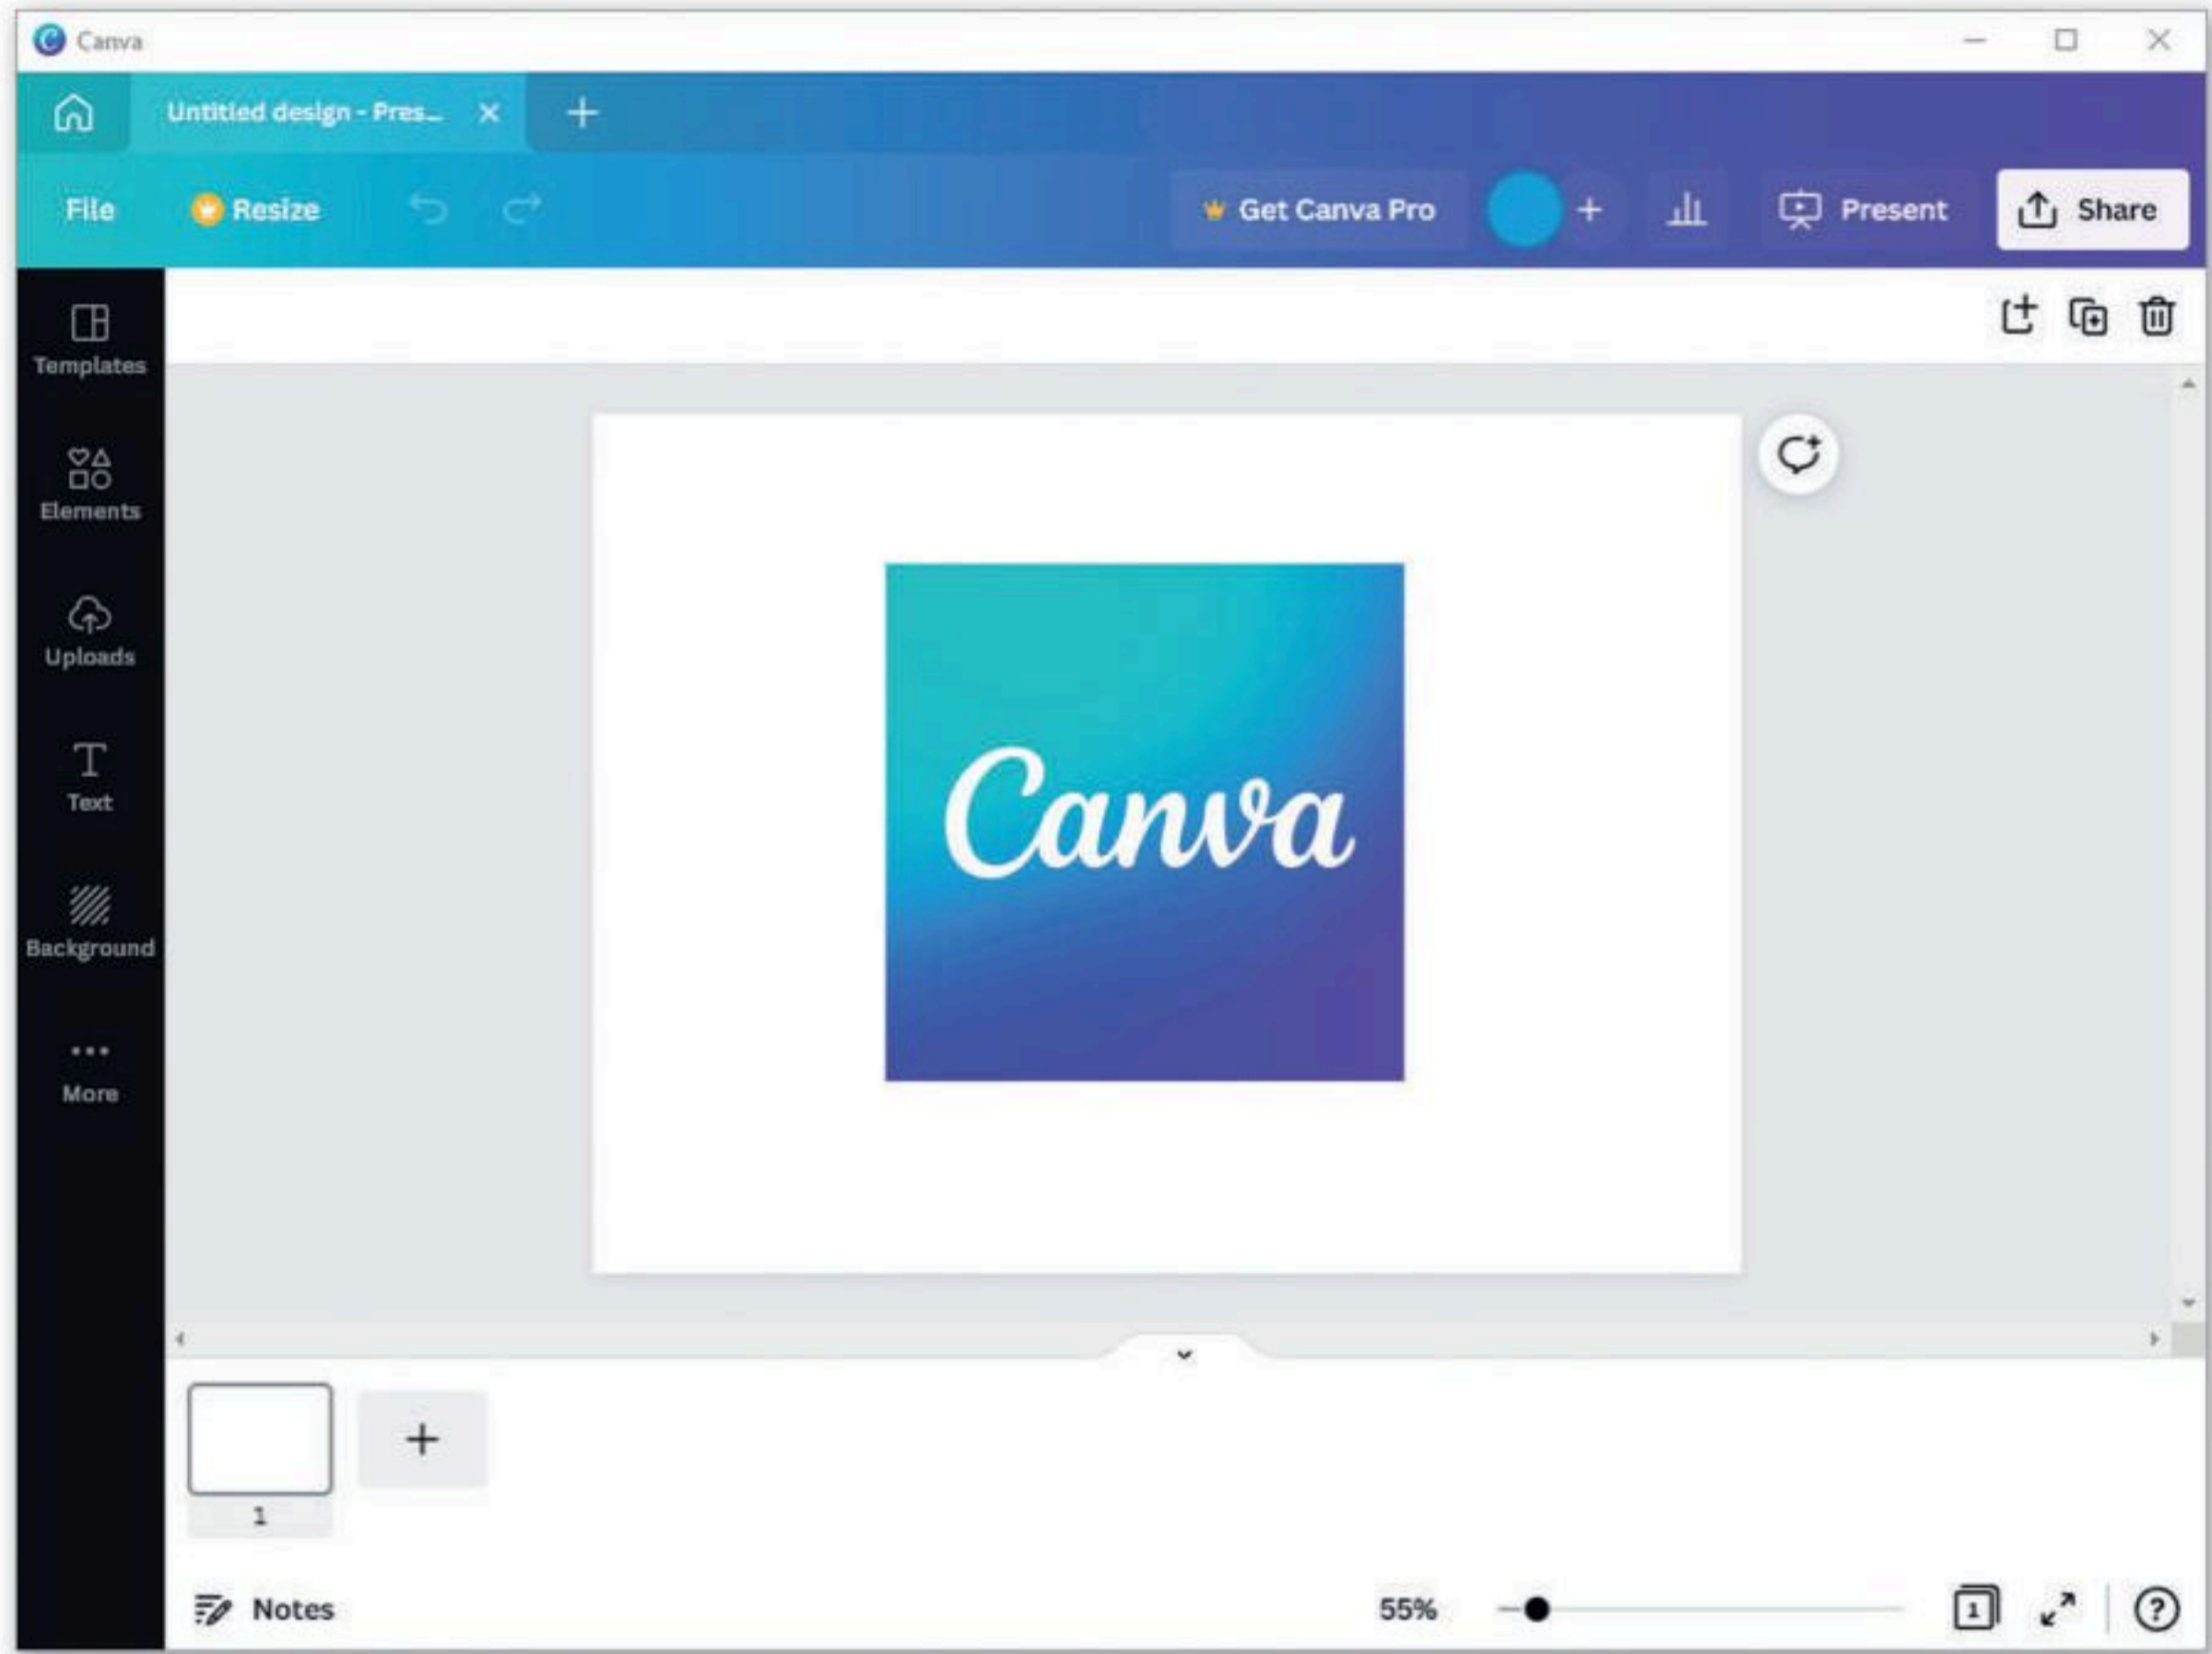 Canva
Untitled design - Pres...
File
Resize
Get Canva Pro
Present
Share
Templates
Elements
Uploads
Text
Background
More
Canva
1
Notes
55%
1
?